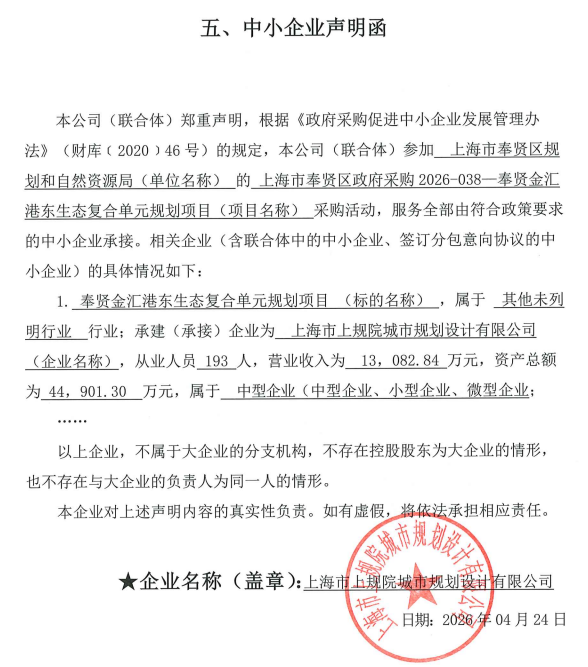 五、中小企业声明函
本公司（联合体）郑重声明，根据《政府采购促进中小企业发展管理办
法》（财库﹝2020﹞46 号）的规定，本公司（联合体）参加 上海市奉贤区规
划和自然资源局（单位名称） 的 上海市奉贤区政府采购 2026-038—奉贤金汇
港东生态复合单元规划项目（项目名称） 采购活动，服务全部由符合政策要求
的中小企业承接。相关企业（含联合体中的中小企业、签订分包意向协议的中
小企业）的具体情况如下：
1. 奉贤金汇港东生态复合单元规划项目 （标的名称） ，属于 其他未列
明行业 行业；承建（承接）企业为 上海市上规院城市规划设计有限公司
（企业名称），从业人员 193 人，营业收入为 13，082.84 万元，资产总额
为 44，901.30 万元，属于 中型企业（中型企业、小型企业、微型企业；
……
以上企业，不属于大企业的分支机构，不存在控股股东为大企业的情形，
也不存在与大企业的负责人为同一人的情形。
本企业对上述声明内容的真实性负责。如有虚假，将依法承担相应责任。
★企业名称（盖章）：上海市上规院城市规划设计有限公司
日期：2026 年 04 月 24 日
上海市上规院城市规划设计有限公司